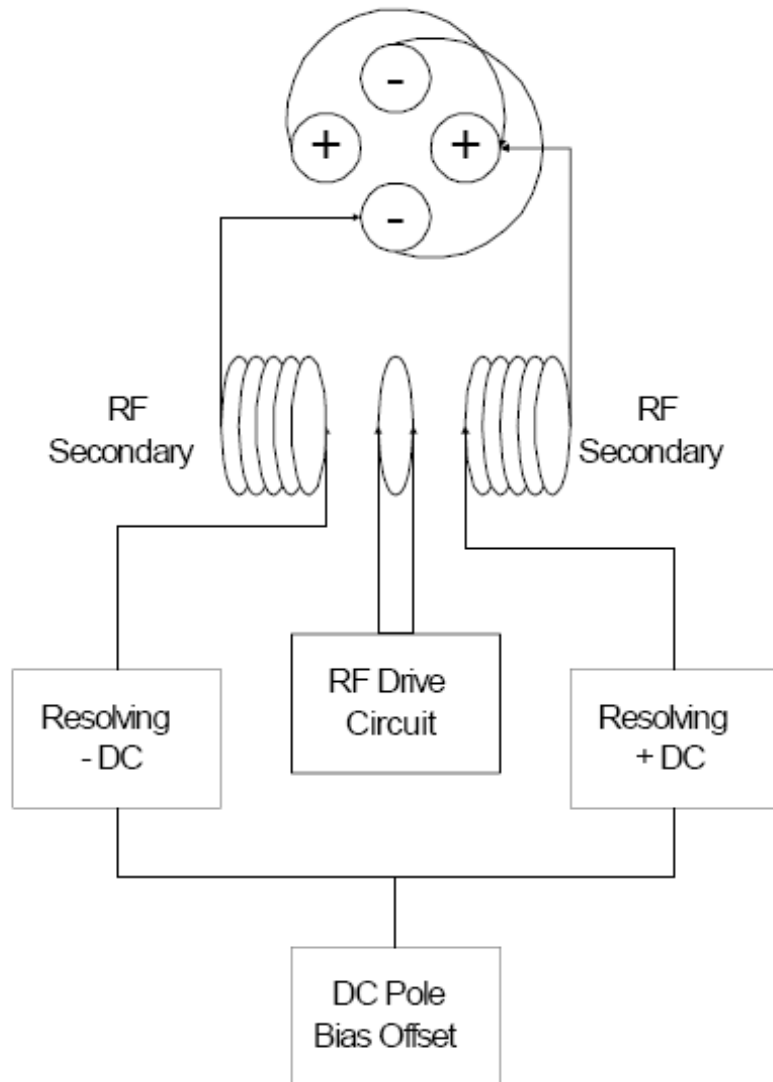 -
+
+
-
RF
Secondary
RF
Secondary
RF Drive
Circuit
Resolving
- DC
Resolving
+ DC
DC Pole
Bias Offset